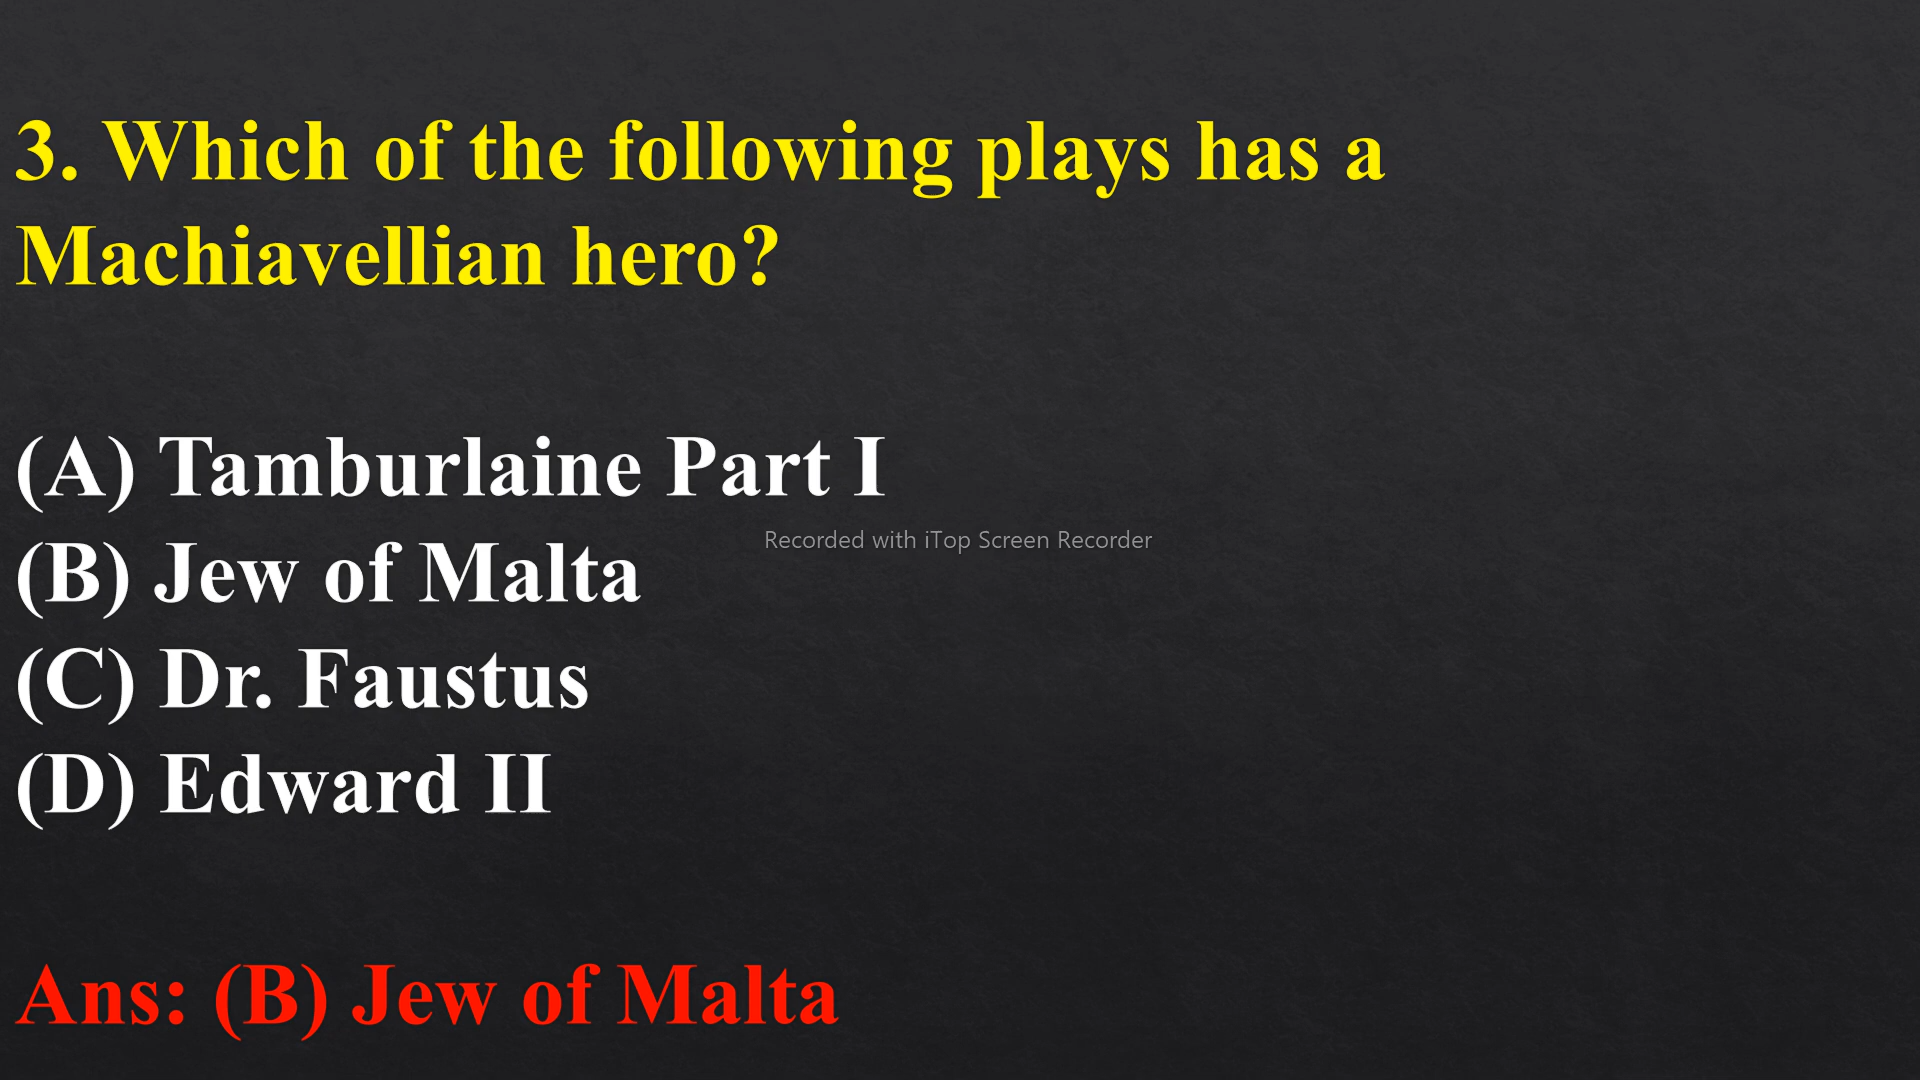 3. Which of the following plays has a
Machiavellian hero?
(A) Tamburlaine Part I
Recorded with iTop Screen Recorder
(B) Jew of Malta
(C) Dr. Faustus
(D) Edward II
Ans: (B) Jew of Malta